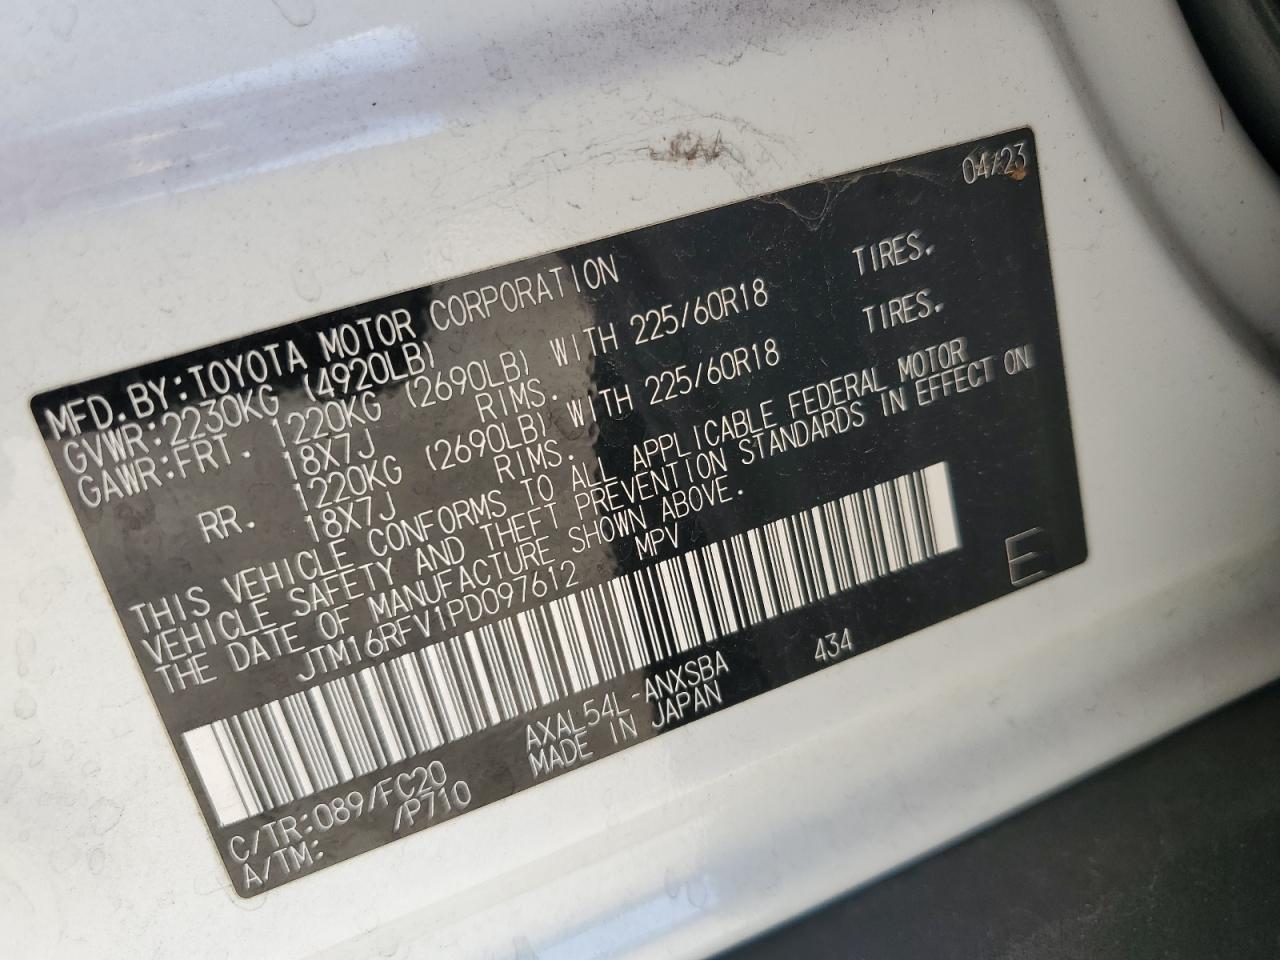 04/23
MFD.BY:TOYOTA MOTOR CORPORATION
GVWR:2230KG (4920LB)
GAWR:FRT. 1220KG (2690LB) WITH 225/60R18 TIRES.
18X7J RIMS.
RR. 1220KG (2690LB) WITH 225/60R18 TIRES.
18X7J RIMS.
THIS VEHICLE CONFORMS TO ALL APPLICABLE FEDERAL MOTOR
VEHICLE SAFETY AND THEFT PREVENTION STANDARDS IN EFFECT ON
THE DATE OF MANUFACTURE SHOWN ABOVE.
JTM16RFV1PD097612 MPV
E
C/TR:089/FC20 AXAL54L-ANXSBA 434
A/TM: /P710 MADE IN JAPAN